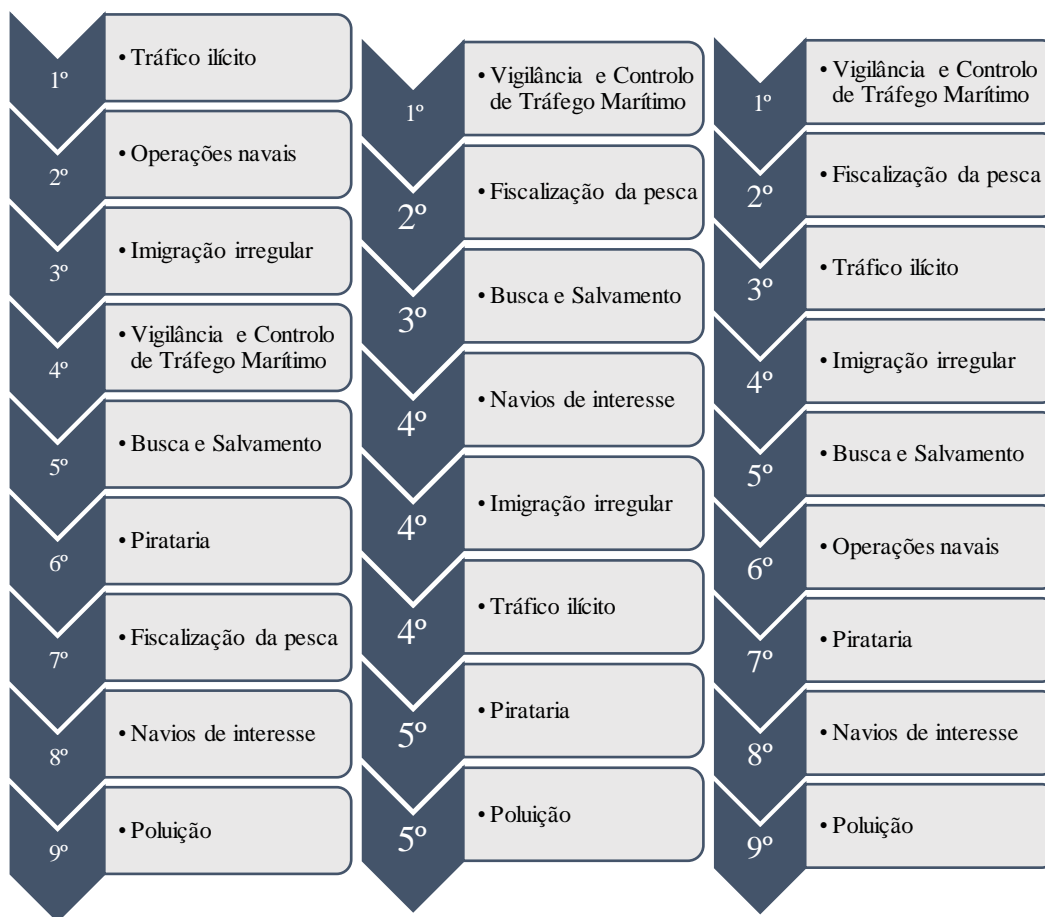 1º
• Tráfico ilícito
2º
• Operações navais
3º
• Imigração irregular
4º
• Vigilância e Controlo
de Tráfego Marítimo
5º
• Busca e Salvamento
6º
• Pirataria
7º
• Fiscalização da pesca
8º
• Navios de interesse
9º
• Poluição
1º
• Vigilância e Controlo
de Tráfego Marítimo
2º
• Fiscalização da pesca
3º
• Busca e Salvamento
4º
• Navios de interesse
4º
• Imigração irregular
4º
• Tráfico ilícito
5º
• Pirataria
5º
• Poluição
1º
• Vigilância e Controlo
de Tráfego Marítimo
2º
• Fiscalização da pesca
3º
• Tráfico ilícito
4º
• Imigração irregular
5º
• Busca e Salvamento
6º
• Operações navais
7º
• Pirataria
8º
• Navios de interesse
9º
• Poluição